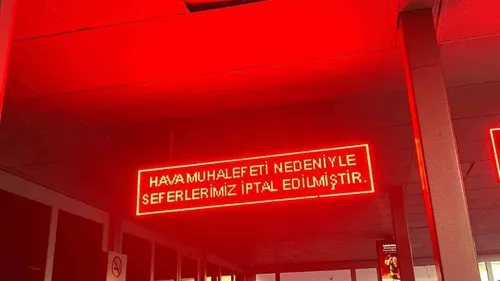 HAVA MUHALEFETİ NEDENİYLE
SEFERLERİMİZ İPTAL EDİLMİŞTİR.